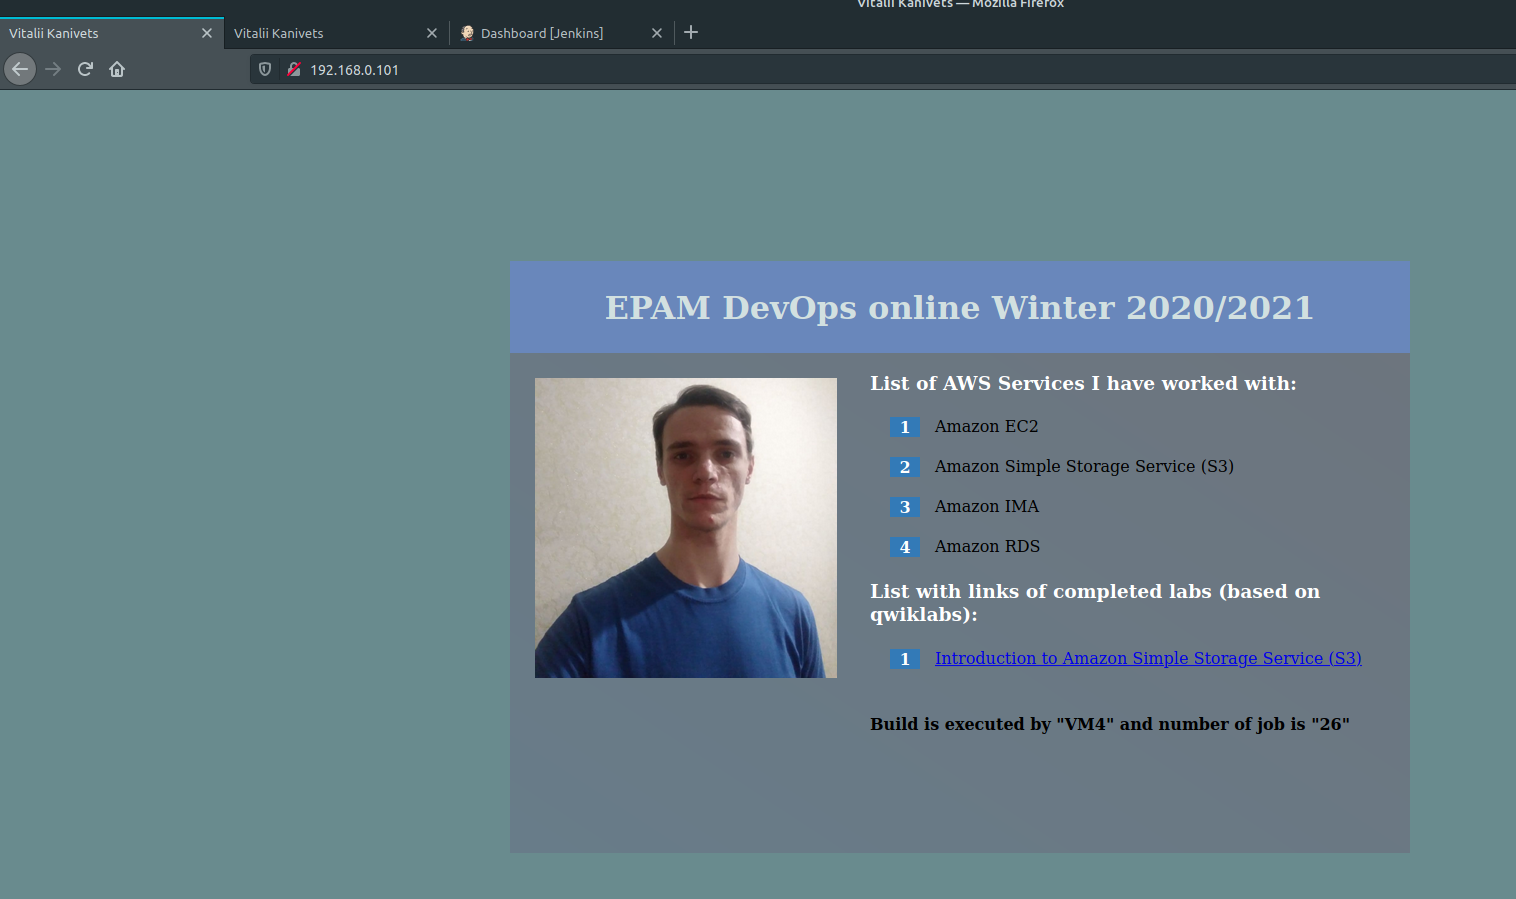 Vitalii Kanivets — Mozilla Firefox
Vitalii Kanivets
Vitalii Kanivets
Dashboard [Jenkins]
192.168.0.101
EPAM DevOps online Winter 2020/2021
List of AWS Services I have worked with:
1 Amazon EC2
2 Amazon Simple Storage Service (S3)
3 Amazon IMA
4 Amazon RDS
List with links of completed labs (based on
qwiklabs):
1 Introduction to Amazon Simple Storage Service (S3)
Build is executed by "VM4" and number of job is "26"